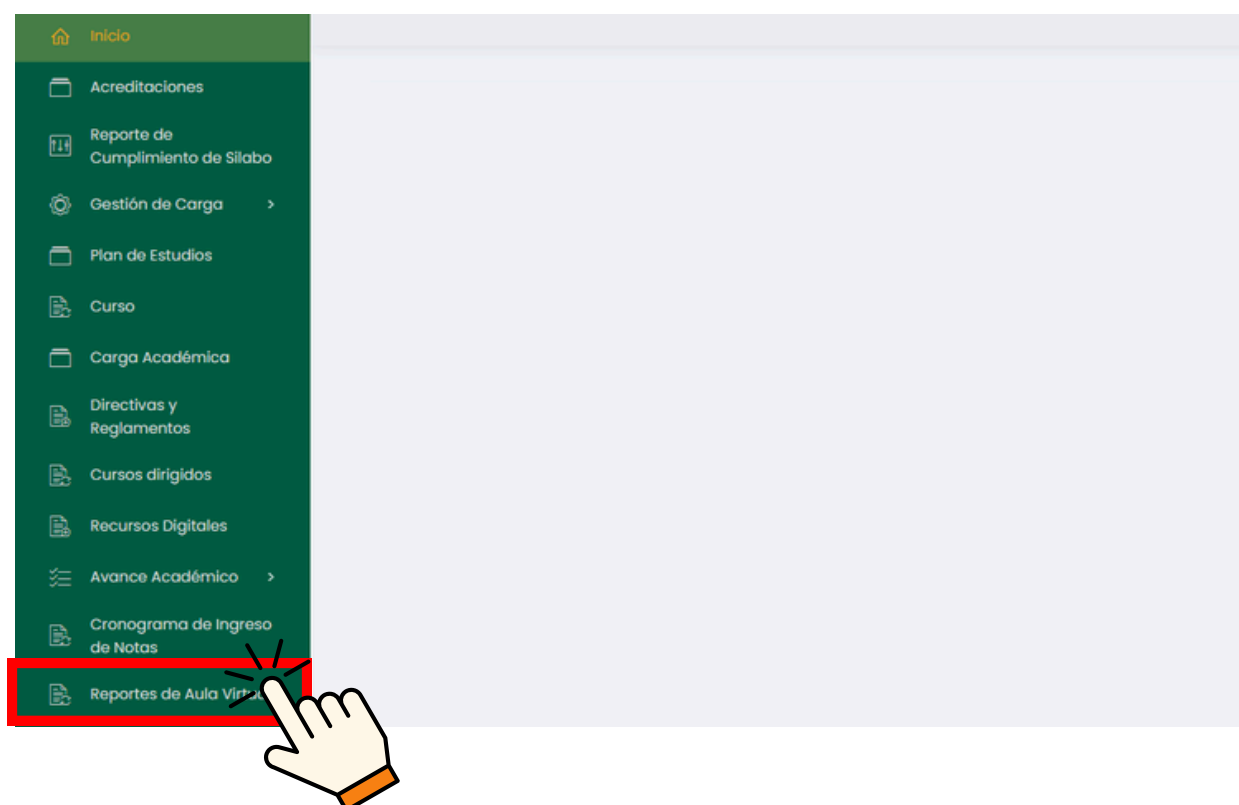 Inicio
Acreditaciones
Reporte de
Cumplimiento de Silabo
Gestión de Carga >
Plan de Estudios
Curso
Carga Académica
Directivas y
Reglamentos
Cursos dirigidos
Recursos Digitales
Avance Académico >
Cronograma de Ingreso
de Notas
Reportes de Aula